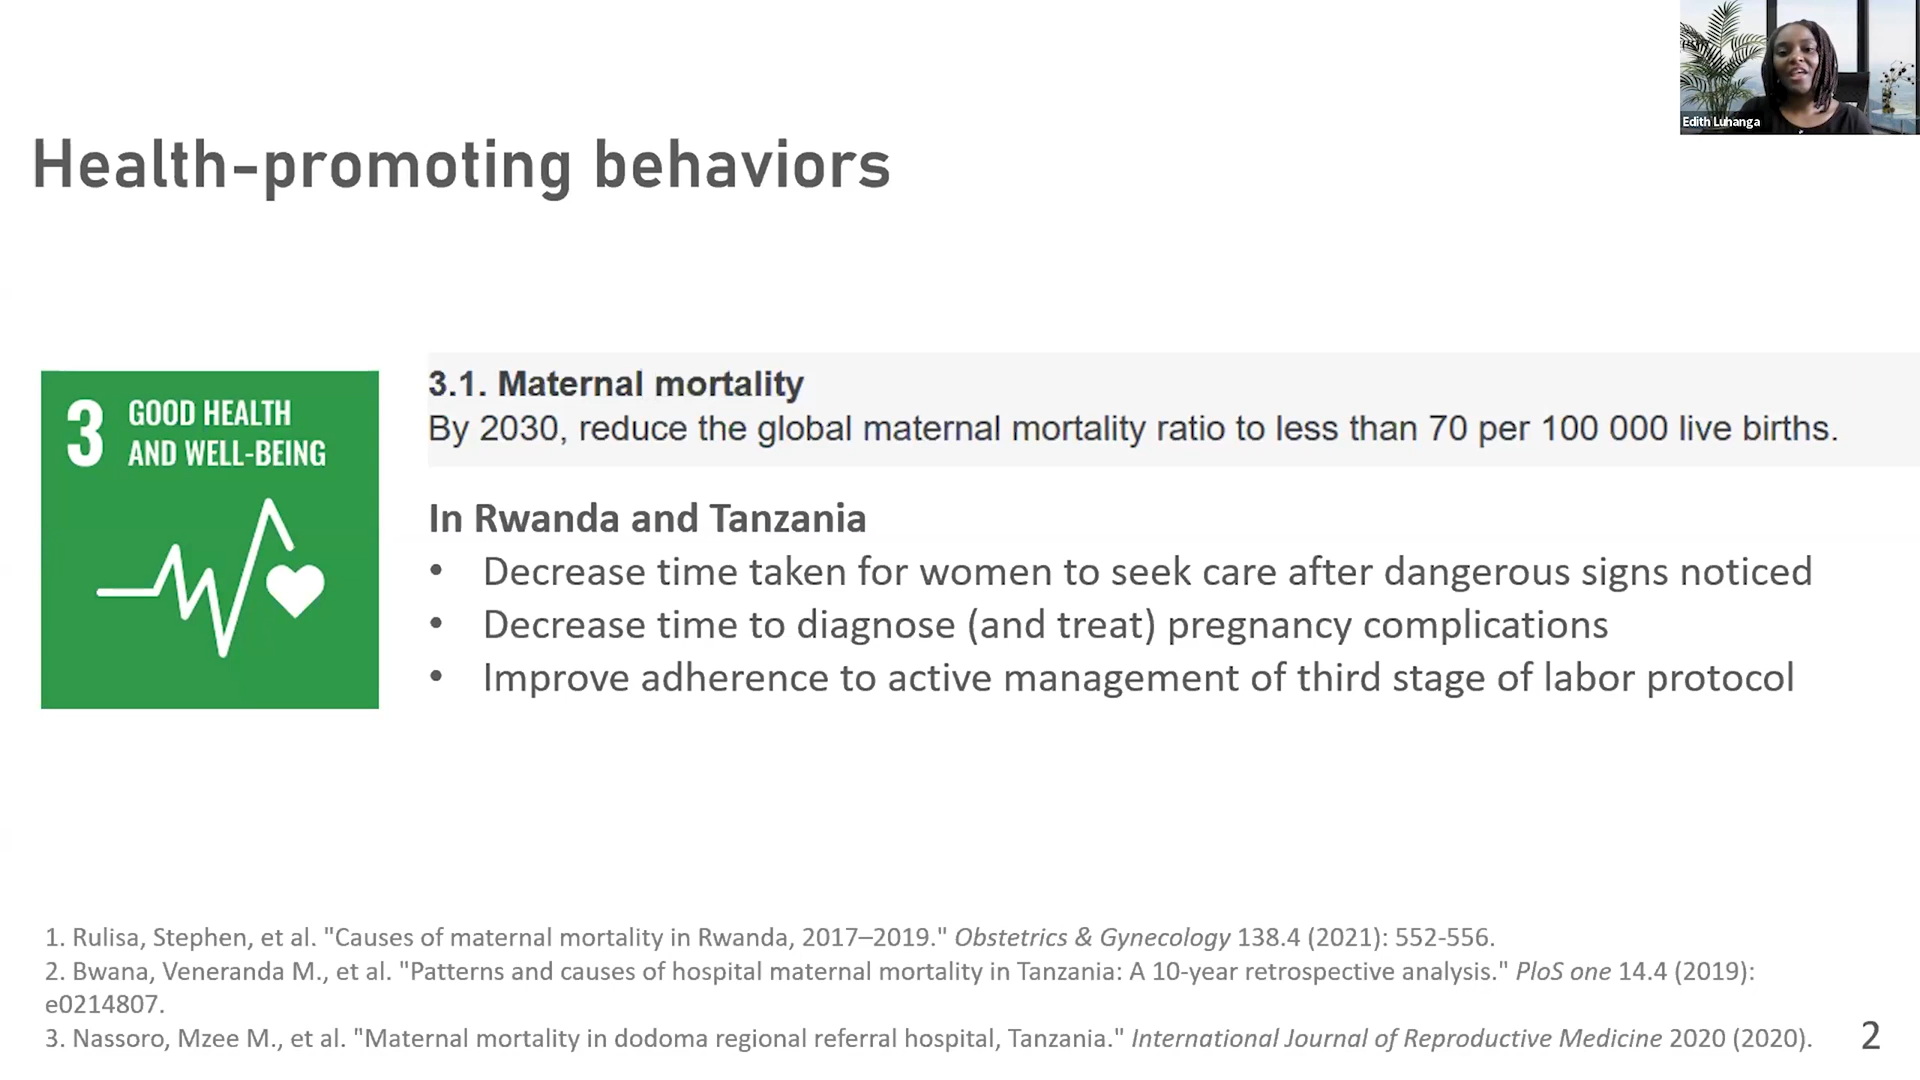 Edith Luhanga
Health-promoting behaviors
3 GOOD HEALTH
AND WELL-BEING
3.1. Maternal mortality
By 2030, reduce the global maternal mortality ratio to less than 70 per 100 000 live births.
In Rwanda and Tanzania
• Decrease time taken for women to seek care after dangerous signs noticed
• Decrease time to diagnose (and treat) pregnancy complications
• Improve adherence to active management of third stage of labor protocol
1. Rulisa, Stephen, et al. "Causes of maternal mortality in Rwanda, 2017–2019." Obstetrics & Gynecology 138.4 (2021): 552-556.
2. Bwana, Veneranda M., et al. "Patterns and causes of hospital maternal mortality in Tanzania: A 10-year retrospective analysis." PloS one 14.4 (2019):
e0214807.
3. Nassoro, Mzee M., et al. "Maternal mortality in dodoma regional referral hospital, Tanzania." International Journal of Reproductive Medicine 2020 (2020).
2